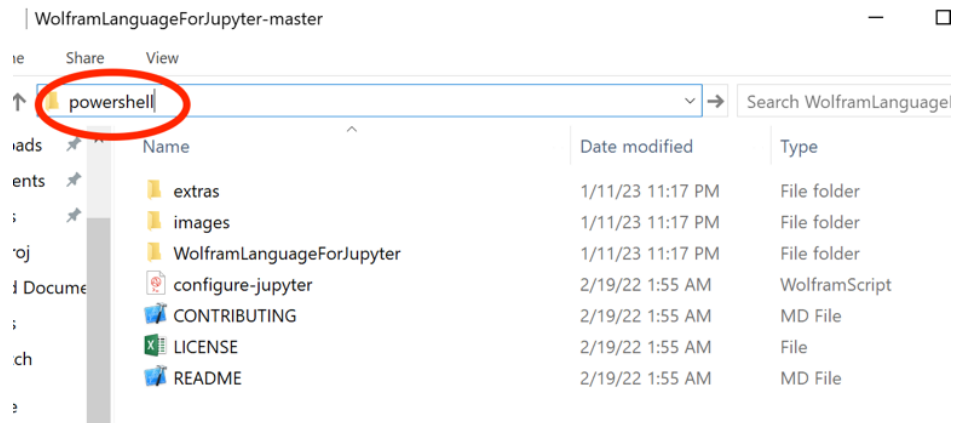 WolframLanguageForJupyter-master
Share View
powershell
Search WolframLanguage
Name Date modified Type
extras 1/11/23 11:17 PM File folder
images 1/11/23 11:17 PM File folder
WolframLanguageForJupyter 1/11/23 11:17 PM File folder
configure-jupyter 2/19/22 1:55 AM WolframScript
CONTRIBUTING 2/19/22 1:55 AM MD File
LICENSE 2/19/22 1:55 AM File
README 2/19/22 1:55 AM MD File